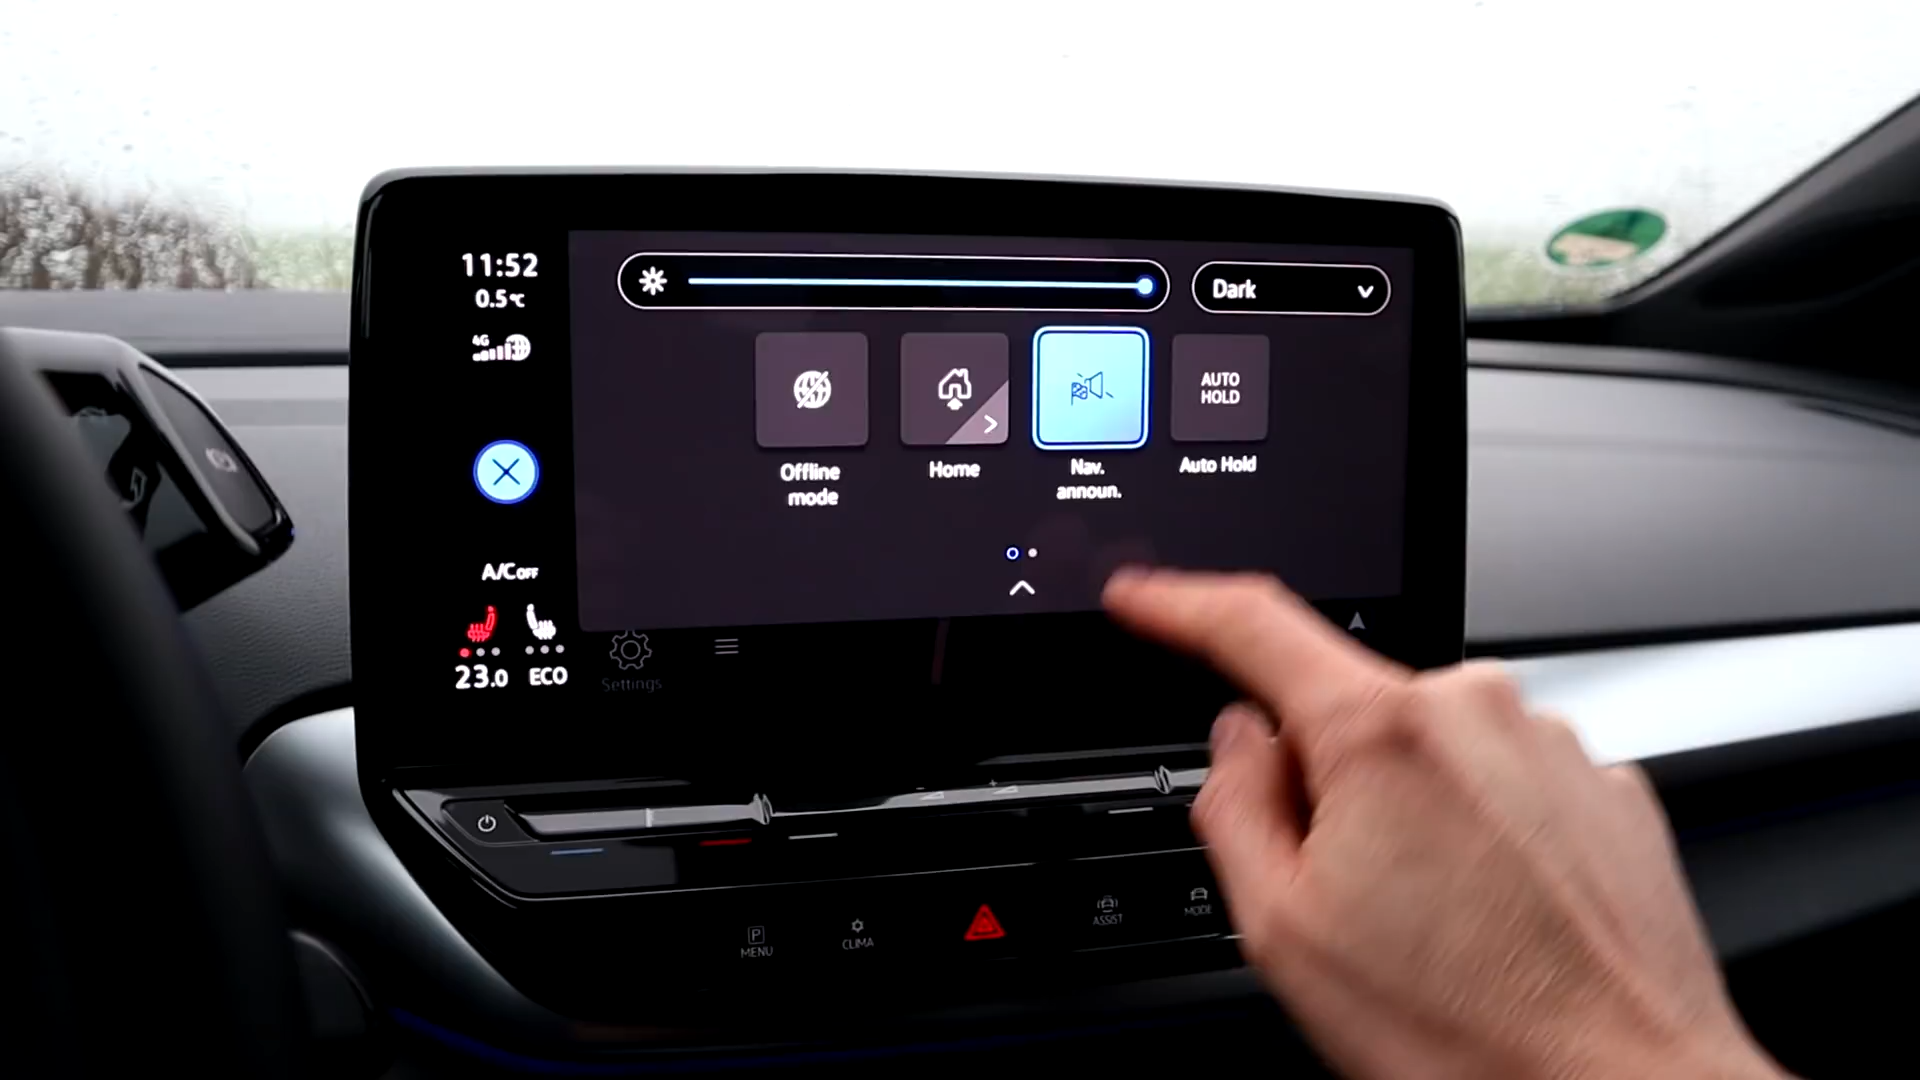 11:52
0.5°C
4G
Dark
AUTO
HOLD
Offline
mode
Home
Nav.
announ.
Auto Hold
A/C OFF
23.0
ECO
Settings
P
MENU
CLIMA
ASSIST
MODE